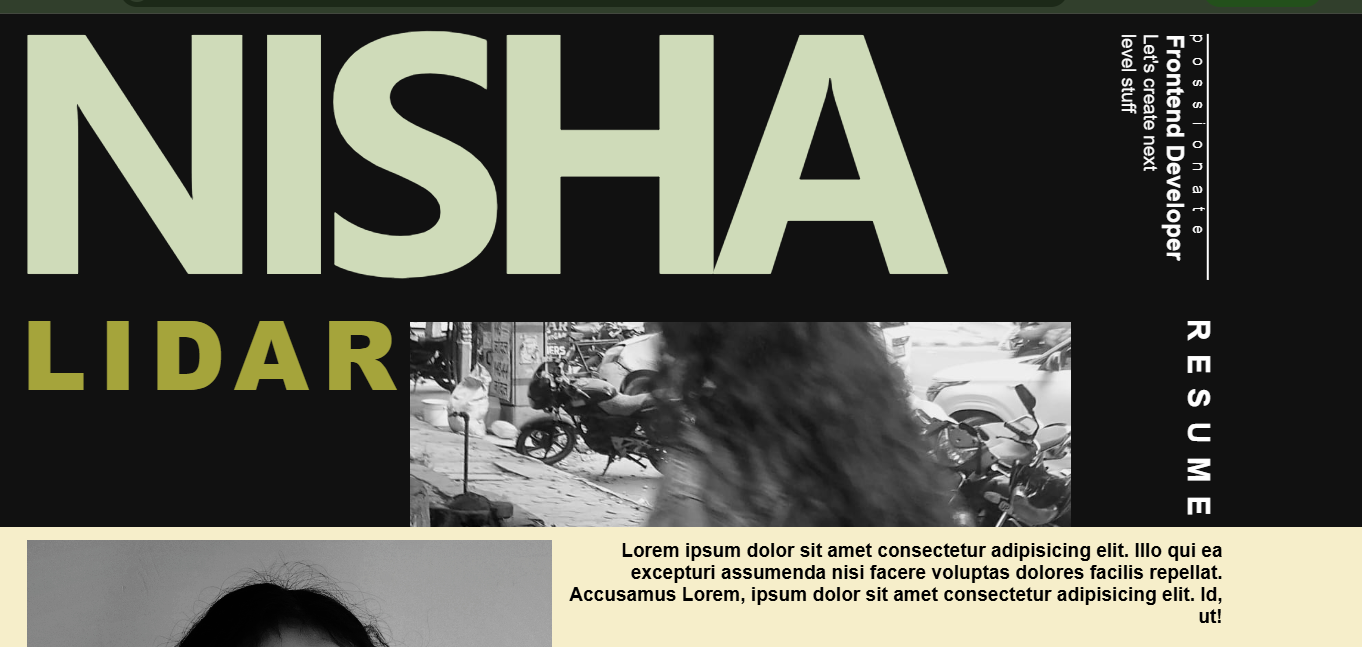 NISHA
possionate
Frontend Developer
Let's create next
level stuff
LIDAR
RESUME
Lorem ipsum dolor sit amet consectetur adipisicing elit. Illo qui ea
excepturi assumenda nisi facere voluptas dolores facilis repellat.
Accusamus Lorem, ipsum dolor sit amet consectetur adipisicing elit. Id,
ut!